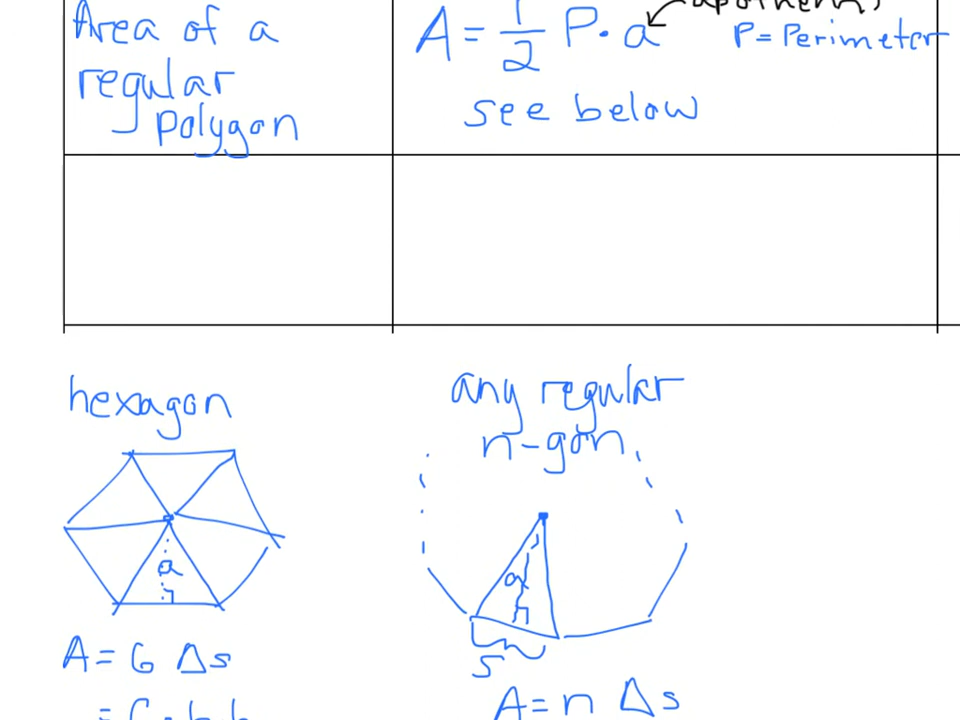 Area of a
regular
polygon
A = 1/2 P · a
P = Perimeter
see below
hexagon
a
A = 6 Δs
any regular
n-gon
a
s
A = n Δs